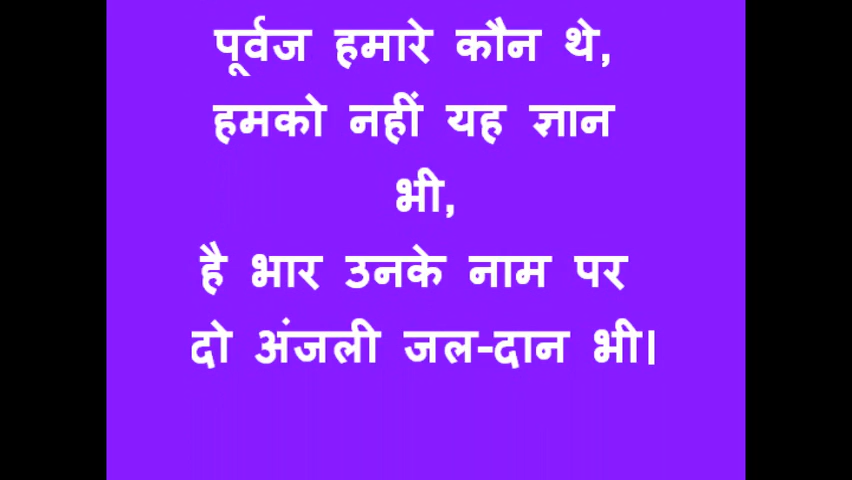 पूर्वज हमारे कौन थे,
हमको नहीं यह ज्ञान
भी,
है भार उनके नाम पर
दो अंजली जल-दान भी।